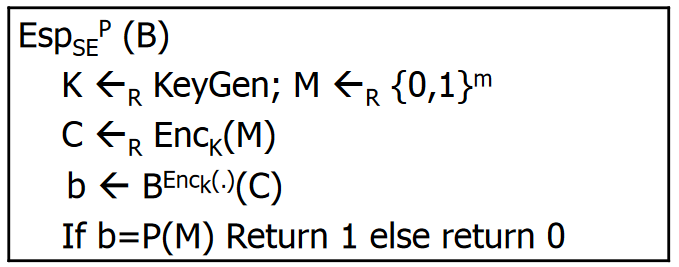 Esp_SE^P (B)
K ←_R KeyGen; M ←_R {0,1}^m
C ←_R Enc_K(M)
b ← B^Enc_k(.)(C)
If b=P(M) Return 1 else return 0